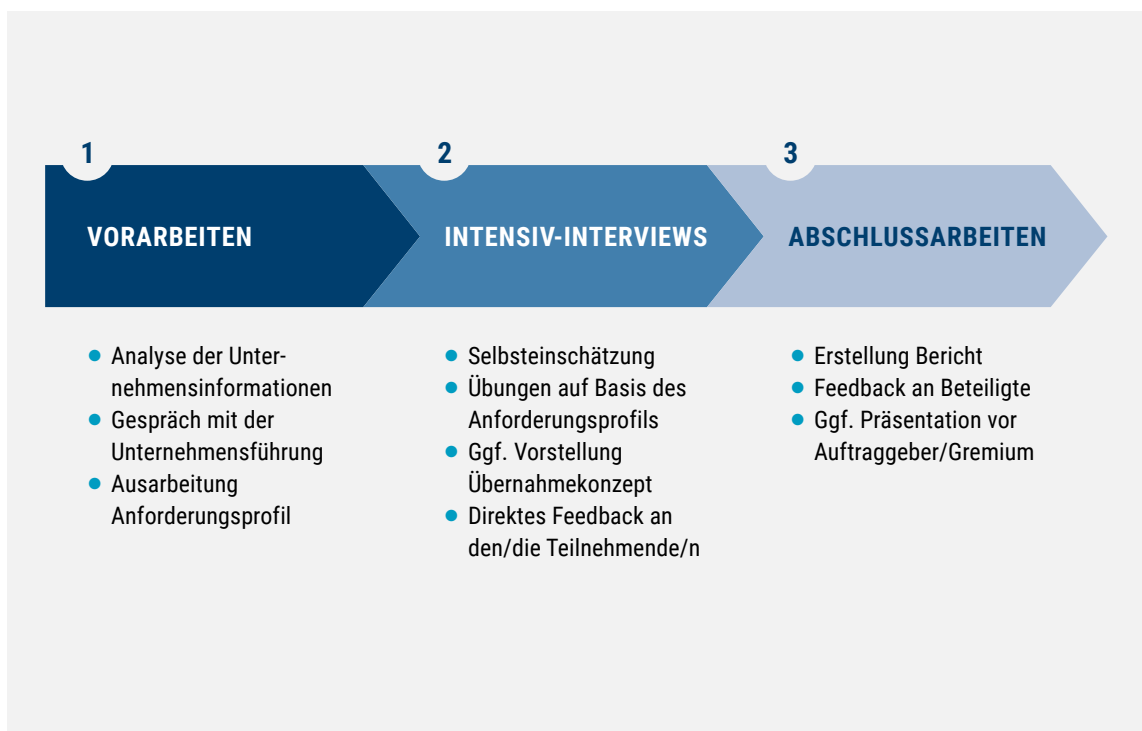 1
VORARBEITEN
● Analyse der Unter-
nehmensinformationen
● Gespräch mit der
Unternehmensführung
● Ausarbeitung
Anforderungsprofil
2
INTENSIV-INTERVIEWS
● Selbsteinschätzung
● Übungen auf Basis des
Anforderungsprofils
● Ggf. Vorstellung
Übernahmekonzept
● Direktes Feedback an
den/die Teilnehmende/n
3
ABSCHLUSSARBEITEN
● Erstellung Bericht
● Feedback an Beteiligte
● Ggf. Präsentation vor
Auftraggeber/Gremium